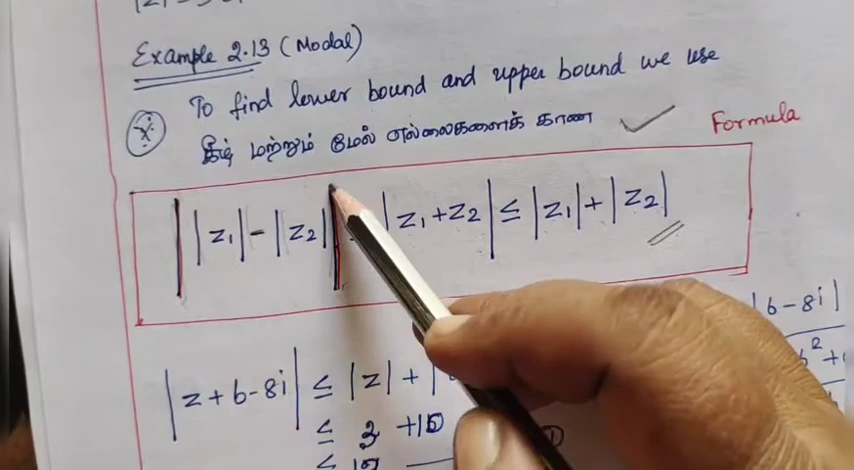 Example 2.13 (Modal)
To find lower bound and upper bound we use
கீழ் மற்றும் மேல் எல்லைகளைக் காண
Formula
||z₁| - |z₂|| |z₁ + z₂| ≤ |z₁| + |z₂|
|6 - 8i|
|z + 6 - 8i| ≤ |z| + |
≤ 3 + 10